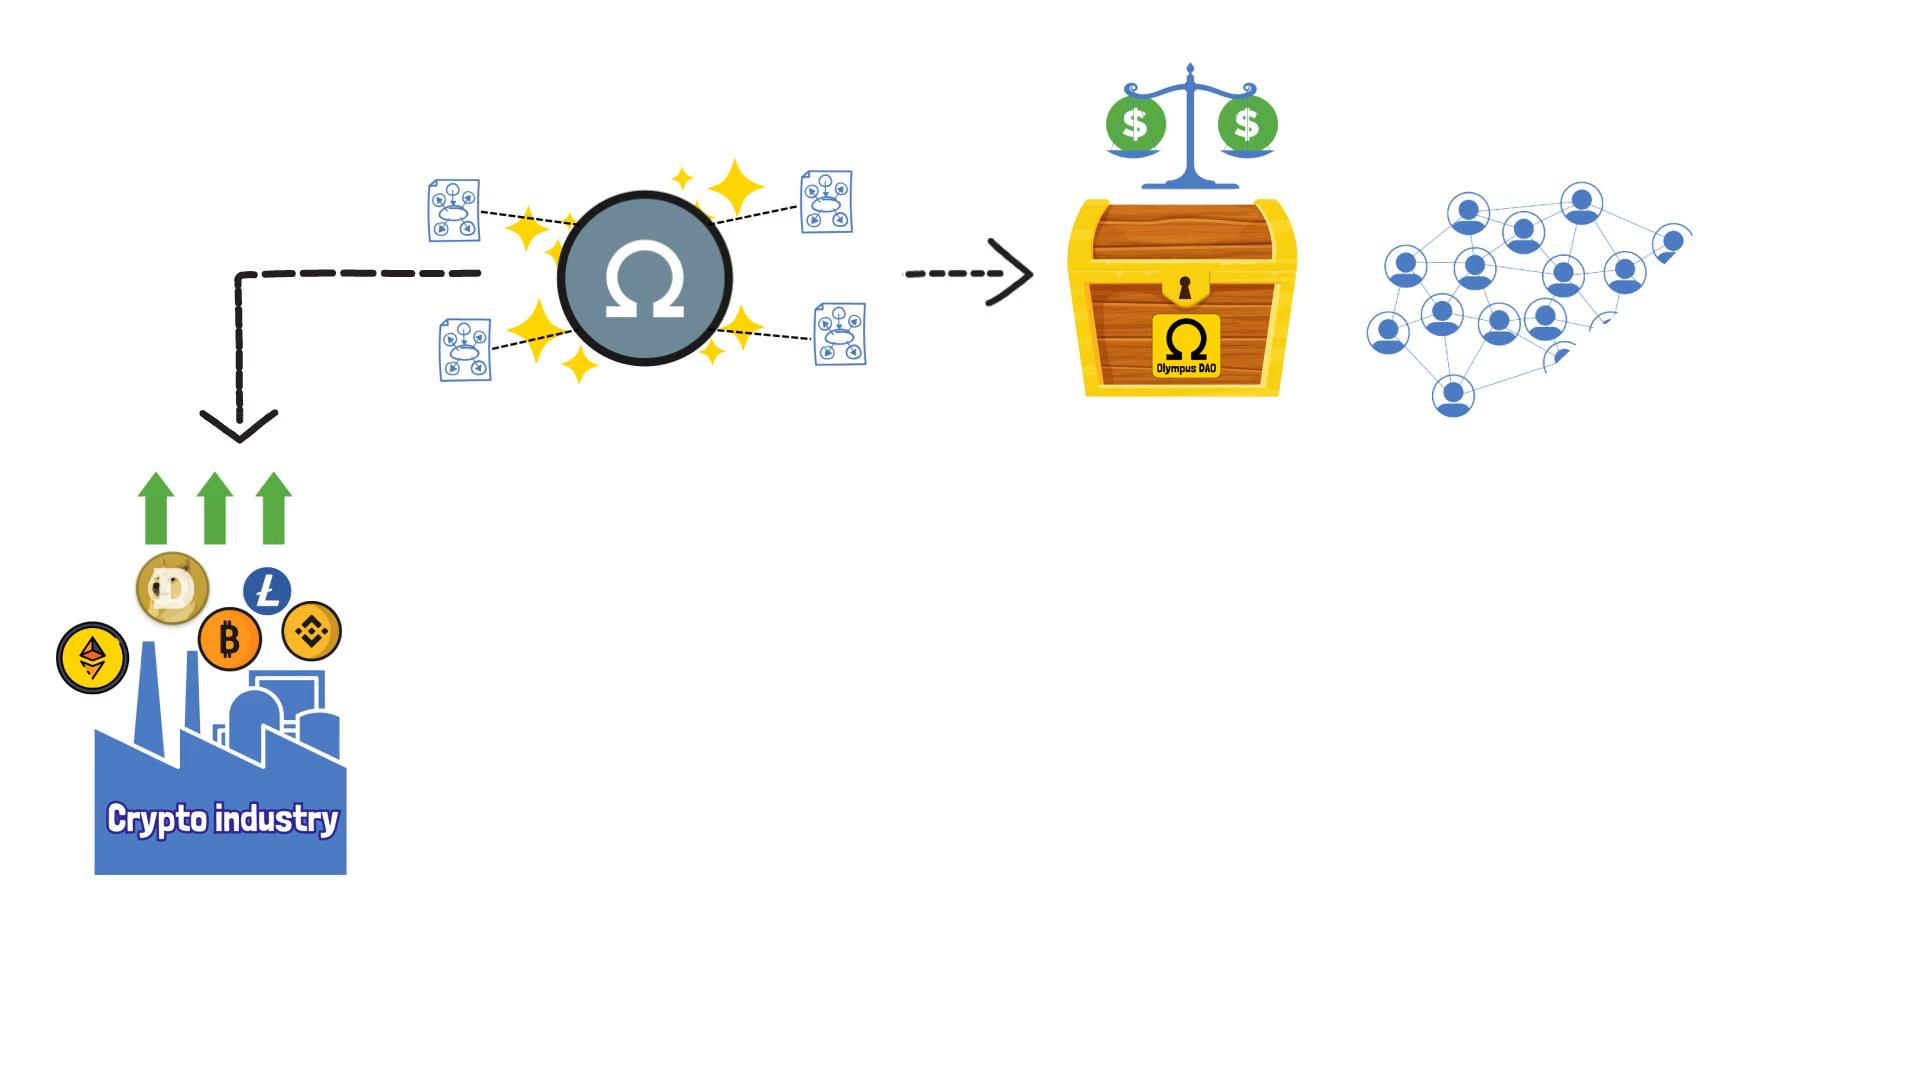 $ $
Ω
Ω
Olympus DAO
D
Ł
₿
Crypto industry